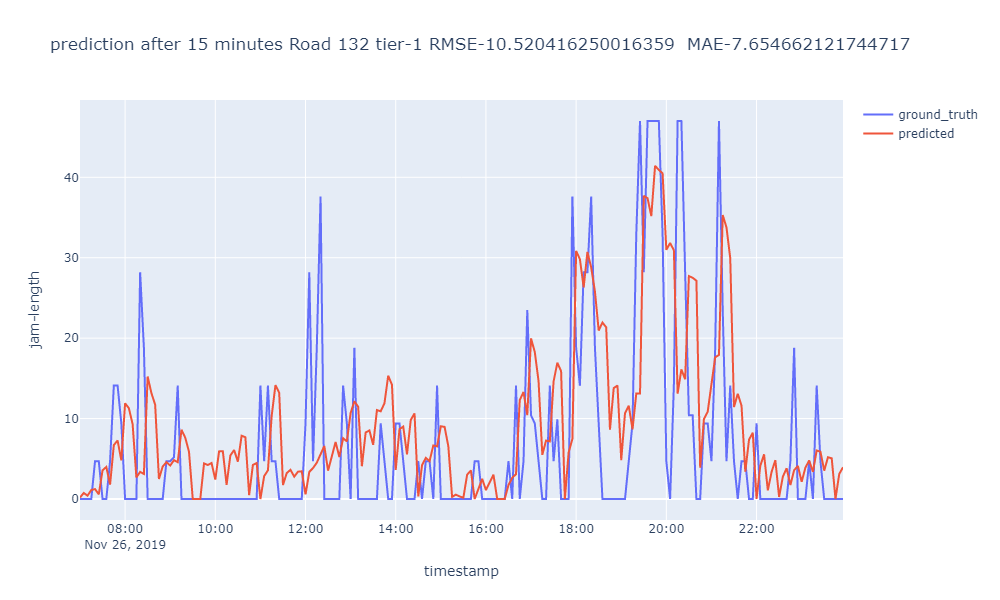 prediction after 15 minutes Road 132 tier-1 RMSE-10.520416250016359  MAE-7.654662121744717
ground_truth
predicted
40
30
20
10
0
jam-length
08:00 10:00 12:00 14:00 16:00 18:00 20:00 22:00
Nov 26, 2019
timestamp